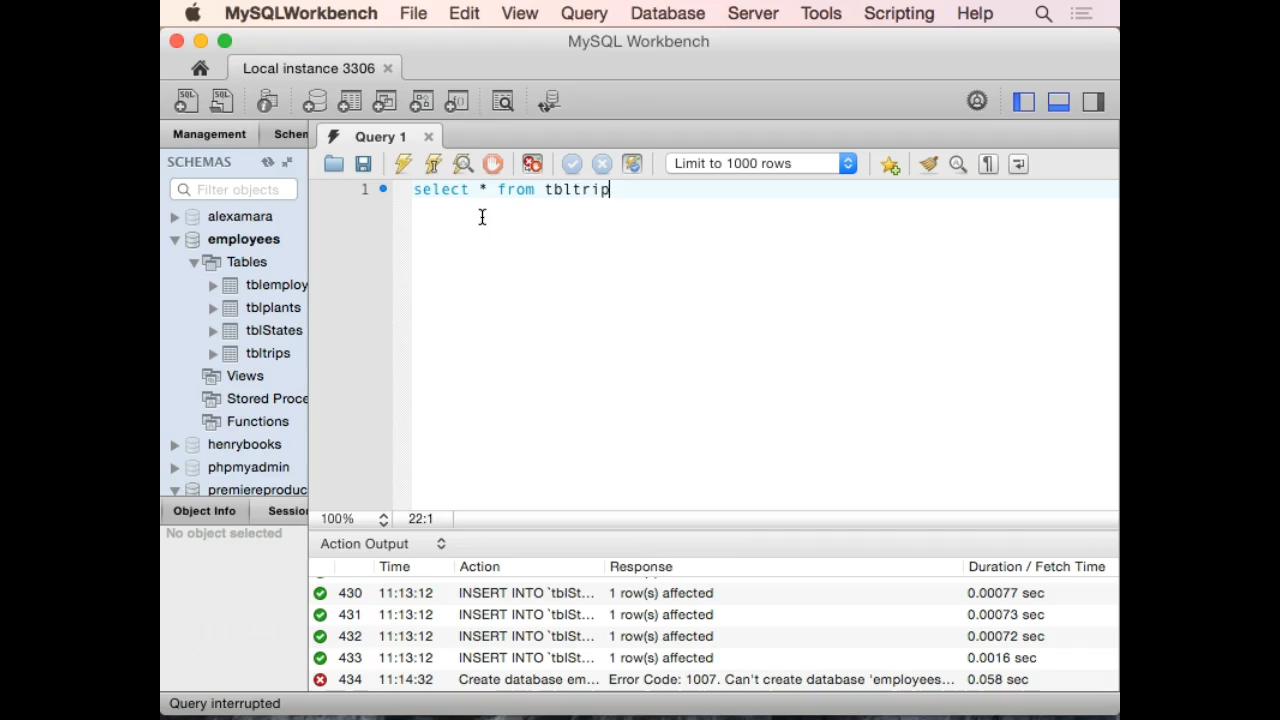 MySQLWorkbench File Edit View Query Database Server Tools Scripting Help
MySQL Workbench
Local instance 3306
Management Schen
Query 1
SCHEMAS
Limit to 1000 rows
Filter objects
1 select * from tbltrip
alexamara
employees
Tables
tblemploy
tblplants
tblStates
tbltrips
Views
Stored Proce
Functions
henrybooks
phpmyadmin
premiereproduc
Object Info Session
100% 22:1
No object selected
Action Output
Time Action Response Duration / Fetch Time
430 11:13:12 INSERT INTO `tblSt... 1 row(s) affected 0.00077 sec
431 11:13:12 INSERT INTO `tblSt... 1 row(s) affected 0.00073 sec
432 11:13:12 INSERT INTO `tblSt... 1 row(s) affected 0.00072 sec
433 11:13:12 INSERT INTO `tblSt... 1 row(s) affected 0.0016 sec
434 11:14:32 Create database em... Error Code: 1007. Can't create database 'employees... 0.058 sec
Query interrupted